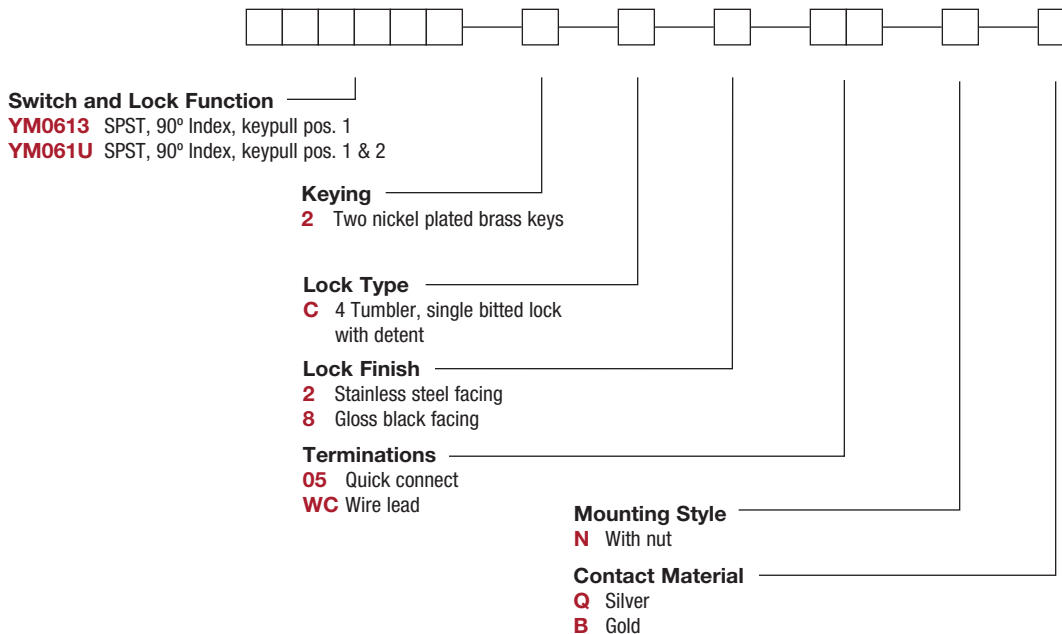 Switch and Lock Function
YM0613 SPST, 90º Index, keypull pos. 1
YM061U SPST, 90º Index, keypull pos. 1 & 2
Keying
2 Two nickel plated brass keys
Lock Type
C 4 Tumbler, single bitted lock
with detent
Lock Finish
2 Stainless steel facing
8 Gloss black facing
Terminations
05 Quick connect
WC Wire lead
Mounting Style
N With nut
Contact Material
Q Silver
B Gold